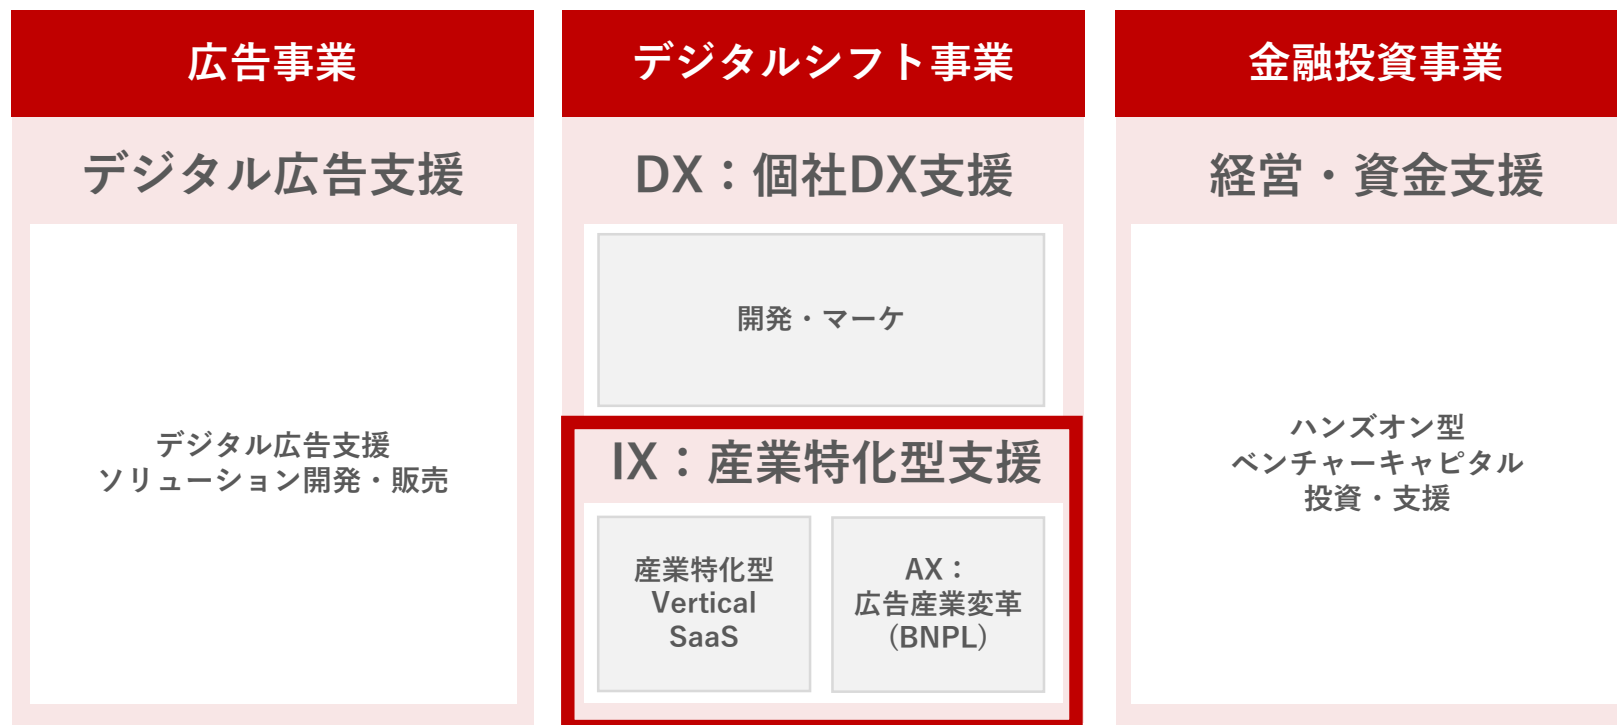 広告事業
デジタル広告支援
デジタル広告支援
ソリューション開発・販売
デジタルシフト事業
DX：個社DX支援
開発・マーケ
IX：産業特化型支援
産業特化型
Vertical
SaaS
AX：
広告産業変革
(BNPL)
金融投資事業
経営・資金支援
ハンズオン型
ベンチャーキャピタル
投資・支援